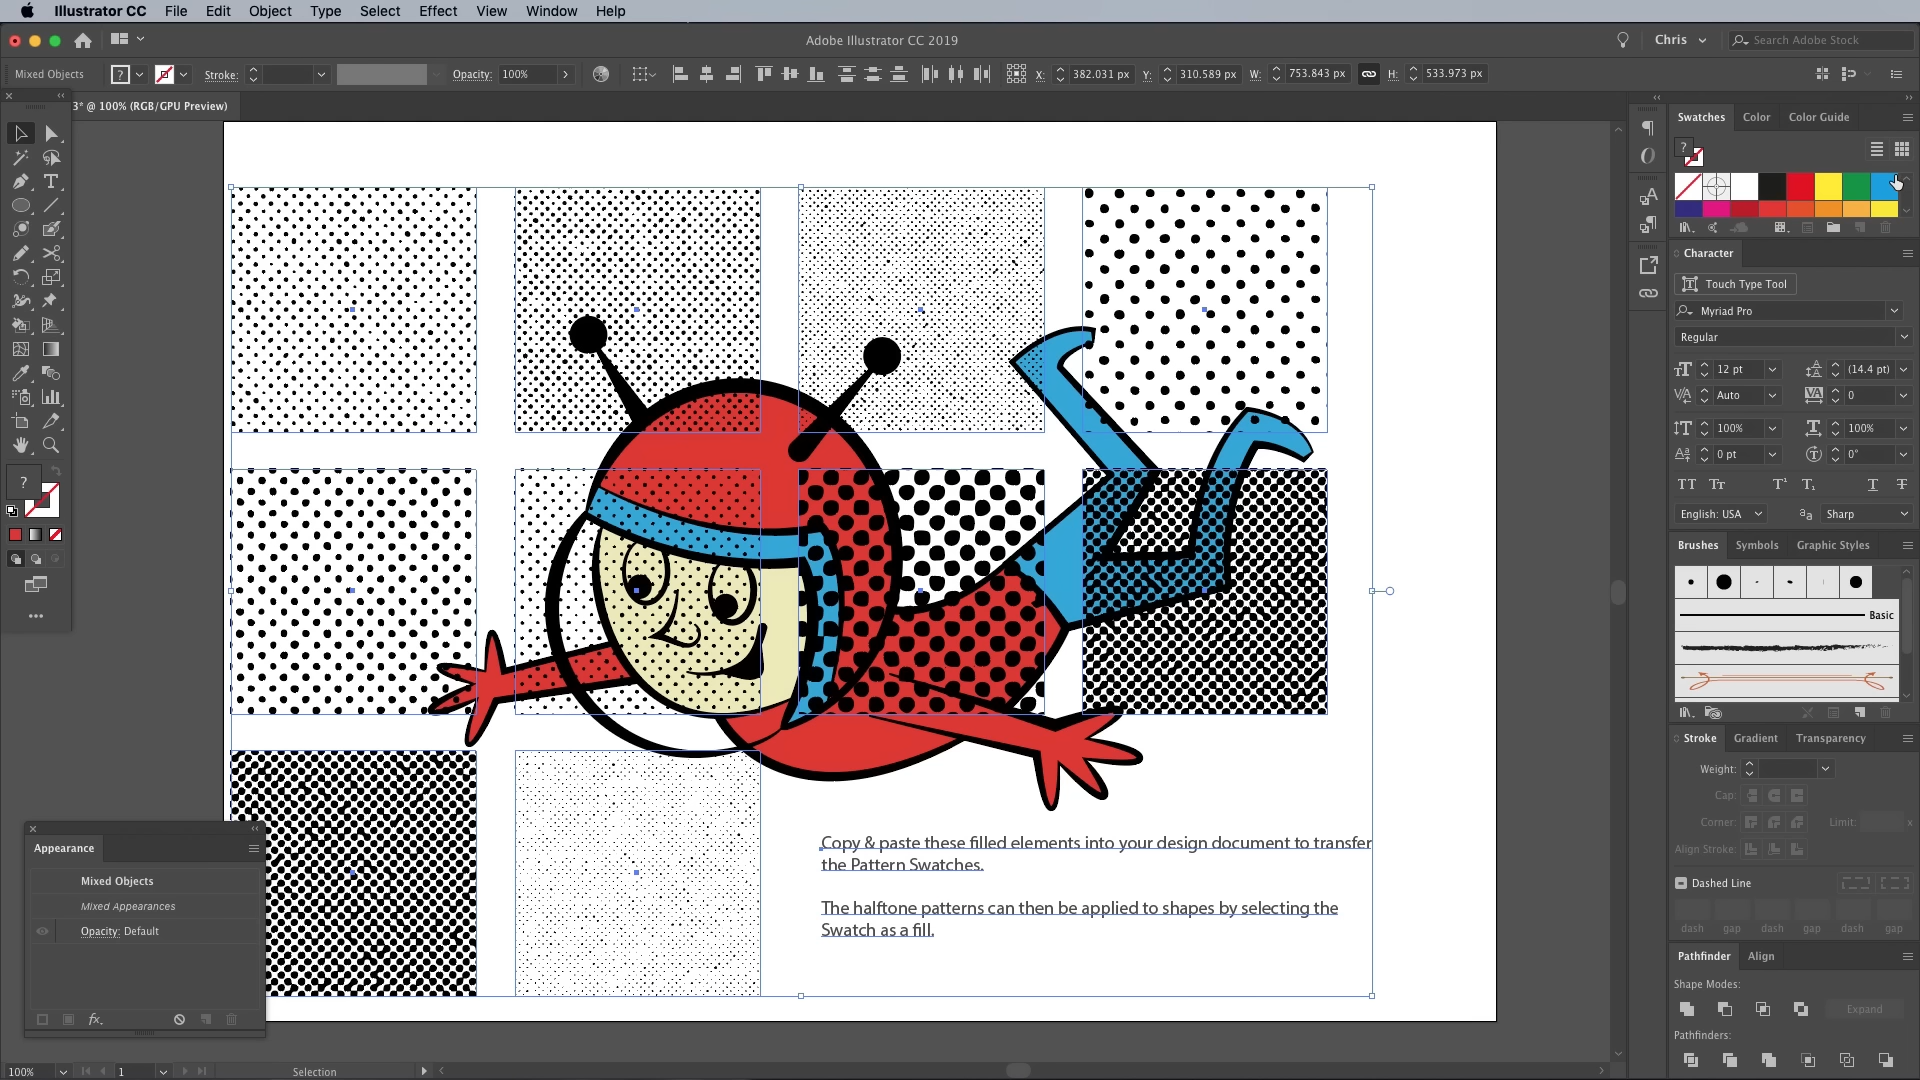 Illustrator CC File Edit Object Type Select Effect View Window Help
Adobe Illustrator CC 2019
Chris
Search Adobe Stock
Mixed Objects
?
Stroke:
Opacity: 100%
X: 382.031 px
Y: 310.589 px
W: 753.843 px
H: 533.973 px
3* @ 100% (RGB/GPU Preview)
Swatches Color Color Guide
?
Character
Touch Type Tool
Myriad Pro
Regular
12 pt
(14.4 pt)
Auto
0
100%
100%
0 pt
0°
English: USA
Sharp
Brushes Symbols Graphic Styles
Basic
Stroke Gradient Transparency
Weight:
Cap:
Corner:
Limit:
x
Align Stroke:
Dashed Line
dash gap dash gap dash gap
Pathfinder Align
Shape Modes:
Expand
Pathfinders:
?
Copy & paste these filled elements into your design document to transfer
the Pattern Swatches.
The halftone patterns can then be applied to shapes by selecting the
Swatch as a fill.
Appearance
Mixed Objects
Mixed Appearances
Opacity: Default
fx.
100%
1
Selection